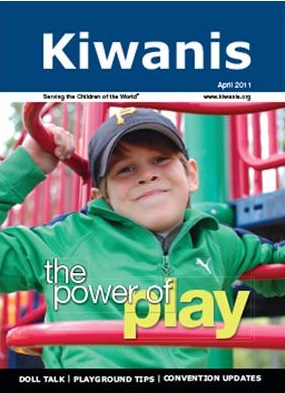 Kiwanis
April 2011
Serving the Children of the World®
www.kiwanis.org
P
the
power of
play
DOLL TALK | PLAYGROUND TIPS | CONVENTION UPDATES